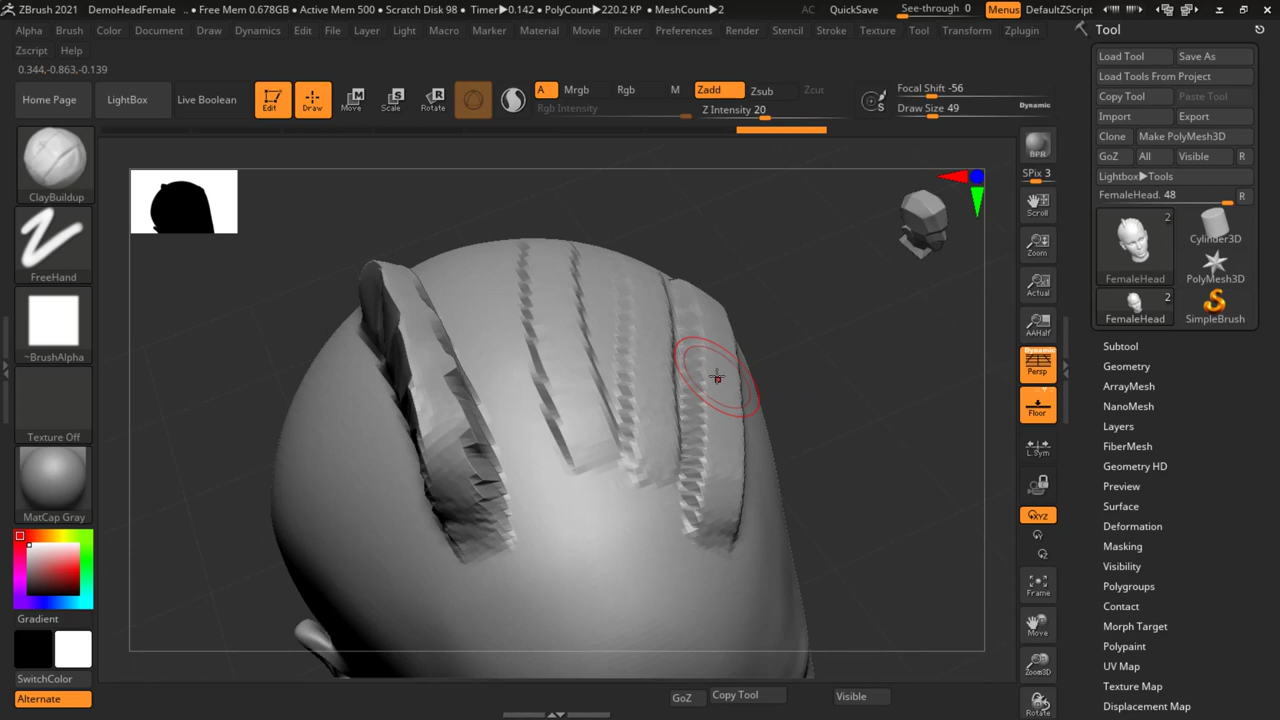 ZBrush 2021 DemoHeadFemale .. • Free Mem 0.678GB • Active Mem 500 • Scratch Disk 98 • Timer▶0.142 • PolyCount▶220.2 KP • MeshCount▶2 AC QuickSave See-through 0 Menus DefaultZScript
Alpha Brush Color Document Draw Dynamics Edit File Layer Light Macro Marker Material Movie Picker Preferences Render Stencil Stroke Texture Tool Transform Zplugin
Zscript Help
0.344,-0.863,-0.139
Home Page LightBox Live Boolean Edit Draw Move Scale Rotate A Mrgb Rgb M Zadd Zsub Zcut Focal Shift -56
Rgb Intensity Z Intensity 20 Draw Size 49 Dynamic
M S R S
ClayBuildup
FreeHand
~BrushAlpha
Texture Off
MatCap Gray
Gradient
SwitchColor
Alternate
BPR
SPix 3
Scroll
Zoom
Actual
AAHalf
Dynamic
Persp
Floor
L.Sym
XYZ
Y
Z
Frame
Move
Zoom3D
Rotate
GoZ Copy Tool Visible
Tool
Load Tool Save As
Load Tools From Project
Copy Tool Paste Tool
Import Export
Clone Make PolyMesh3D
GoZ All Visible R
Lightbox▶Tools
FemaleHead. 48 R
2
FemaleHead Cylinder3D
PolyMesh3D
2
FemaleHead SimpleBrush
Subtool
Geometry
ArrayMesh
NanoMesh
Layers
FiberMesh
Geometry HD
Preview
Surface
Deformation
Masking
Visibility
Polygroups
Contact
Morph Target
Polypaint
UV Map
Texture Map
Displacement Map